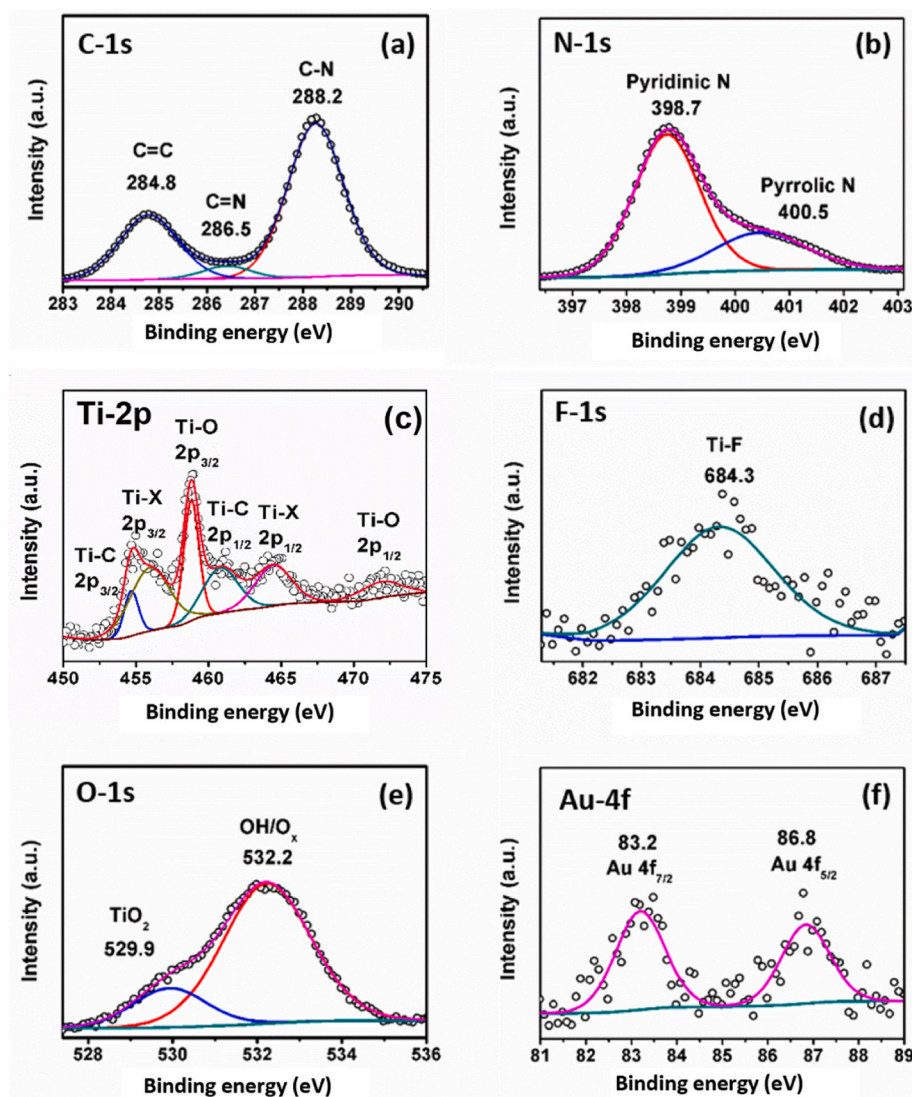 C-1s
(a)
C-N
288.2
C=C
284.8
C=N
286.5
Intensity (a.u.)
283 284 285 286 287 288 289 290
Binding energy (eV)
N-1s
(b)
Pyridinic N
398.7
Pyrrolic N
400.5
Intensity (a.u.)
397 398 399 400 401 402 403
Binding energy (eV)
Ti-2p
(c)
Ti-O
2p3/2
Ti-X
2p3/2
Ti-C
2p1/2
Ti-X
2p1/2
Ti-O
2p1/2
Ti-C
2p3/2
Intensity (a.u.)
450 455 460 465 470 475
Binding energy (eV)
F-1s
(d)
Ti-F
684.3
Intensity (a.u.)
682 683 684 685 686 687
Binding energy (eV)
O-1s
(e)
OH/Ox
532.2
TiO2
529.9
Intensity (a.u.)
528 530 532 534 536
Binding energy (eV)
Au-4f
(f)
83.2
Au 4f7/2
86.8
Au 4f5/2
Intensity (a.u.)
81 82 83 84 85 86 87 88 89
Binding energy (eV)